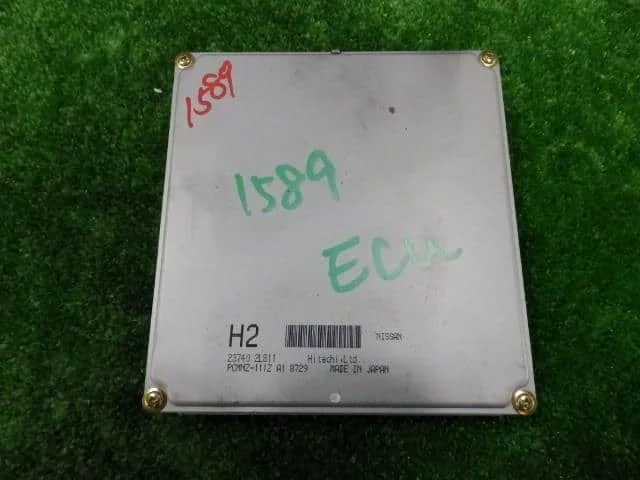 1589
1589
ECU
H2
NISSAN
23740 2L811 Hitachi,Ltd.
PCMNZ-1112 A1 8729 MADE IN JAPAN